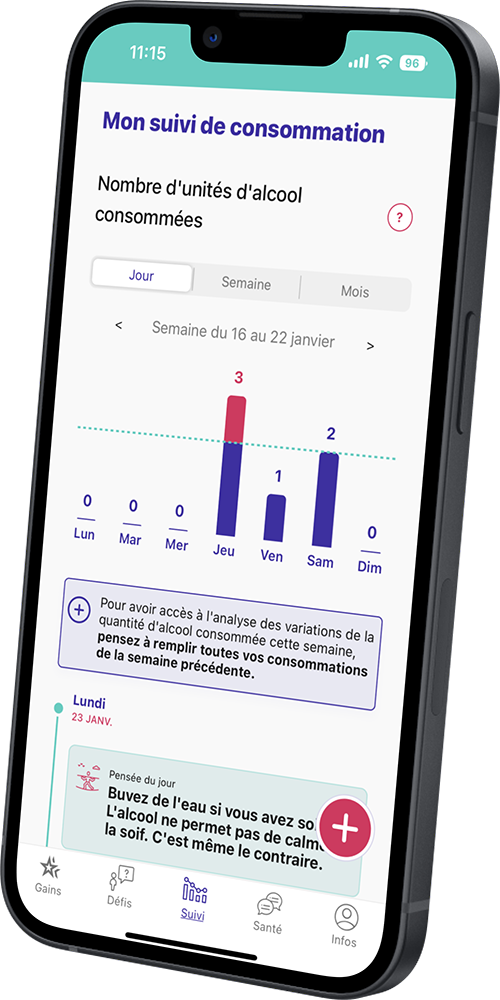 11:15
96
Mon suivi de consommation
Nombre d'unités d'alcool
consommées
?
Jour Semaine Mois
< Semaine du 16 au 22 janvier >
3
2
1
0 0 0 0
Lun Mar Mer Jeu Ven Sam Dim
Pour avoir accès à l'analyse des variations de la
quantité d'alcool consommée cette semaine,
pensez à remplir toutes vos consommations
de la semaine précédente.
Lundi
23 JANV.
Pensée du jour
Buvez de l'eau si vous avez
L'alcool ne permet pas de
la soif. C'est même le contraire.
Gains Défis Suivi Santé Infos